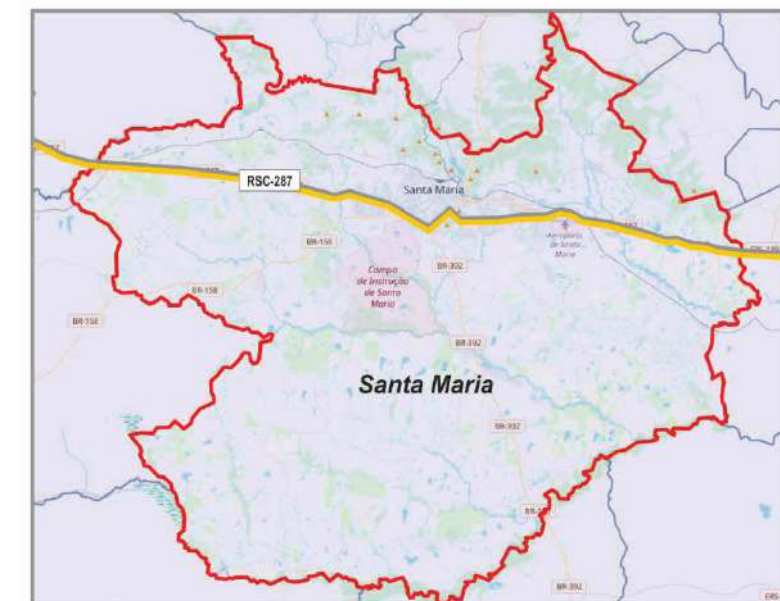 RSC-287
Santa Maria
Aeroporto
de Santa
Maria
BR-158
BR-392
Campo
de Instrução
de Santa
Maria
BR-158
BR-158
BR-392
Santa Maria
BR-392
BR-392